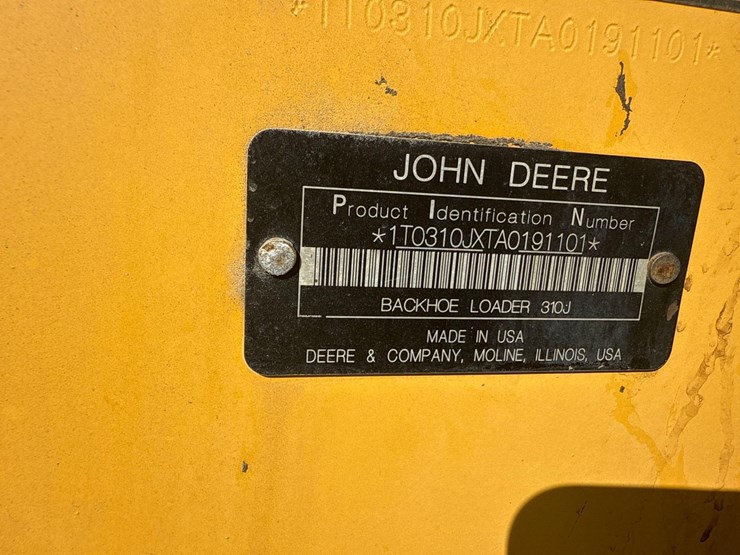 *1T0310JXTA0191101*
JOHN DEERE
Product Identification Number
*1T0310JXTA0191101*
BACKHOE LOADER 310J
MADE IN USA
DEERE & COMPANY, MOLINE, ILLINOIS, USA